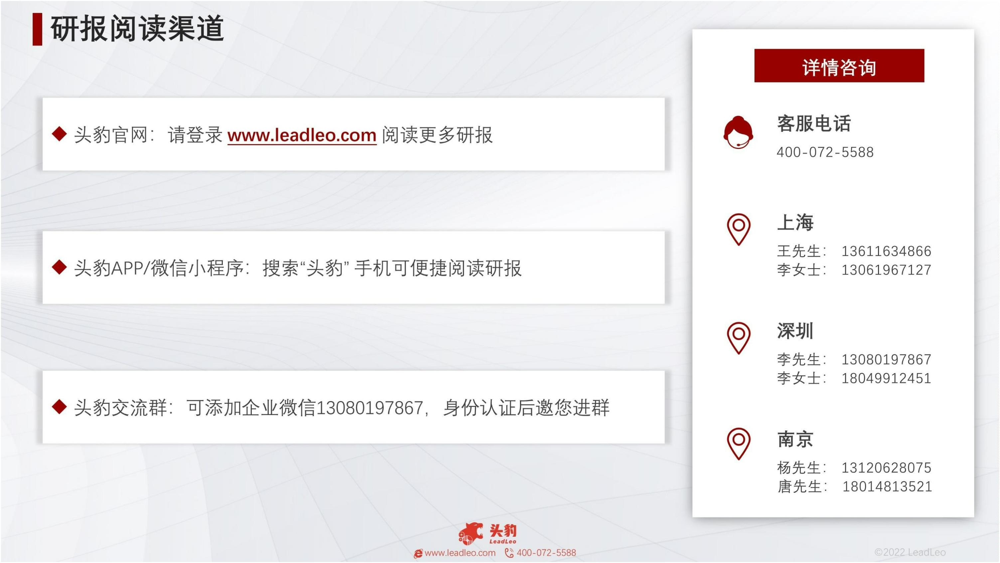 研报阅读渠道
头豹官网：请登录 www.leadleo.com 阅读更多研报
头豹APP/微信小程序：搜索“头豹” 手机可便捷阅读研报
头豹交流群：可添加企业微信13080197867，身份认证后邀您进群
详情咨询
客服电话
400-072-5588
上海
王先生： 13611634866
李女士： 13061967127
深圳
李先生： 13080197867
李女士： 18049912451
南京
杨先生： 13120628075
唐先生： 18014813521
头豹
LeadLeo
www.leadleo.com 400-072-5588
©2022 LeadLeo